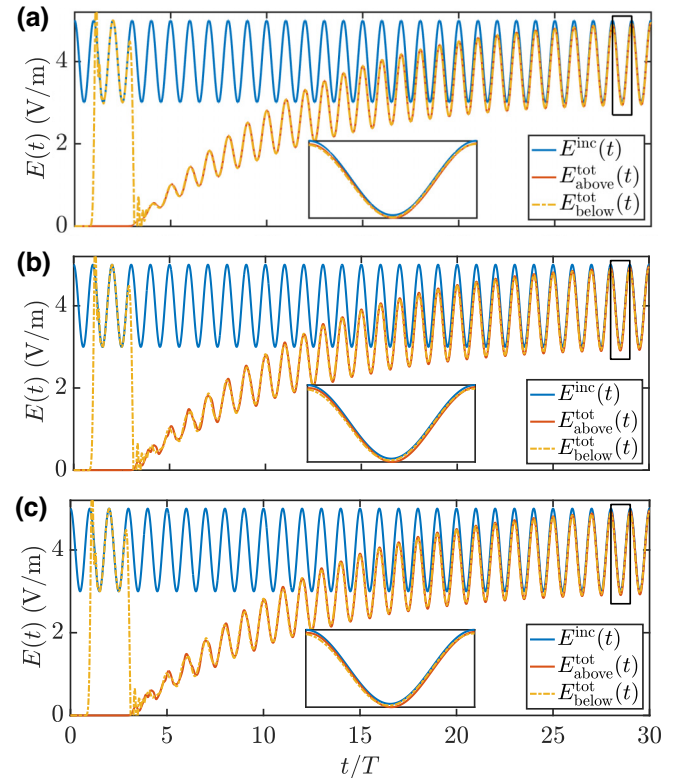 (a)
E(t) (V/m)
4
2
0
E^inc(t)
E^tot_above(t)
E^tot_below(t)
(b)
E(t) (V/m)
4
2
0
E^inc(t)
E^tot_above(t)
E^tot_below(t)
(c)
E(t) (V/m)
4
2
0
E^inc(t)
E^tot_above(t)
E^tot_below(t)
0 5 10 15 20 25 30
t/T